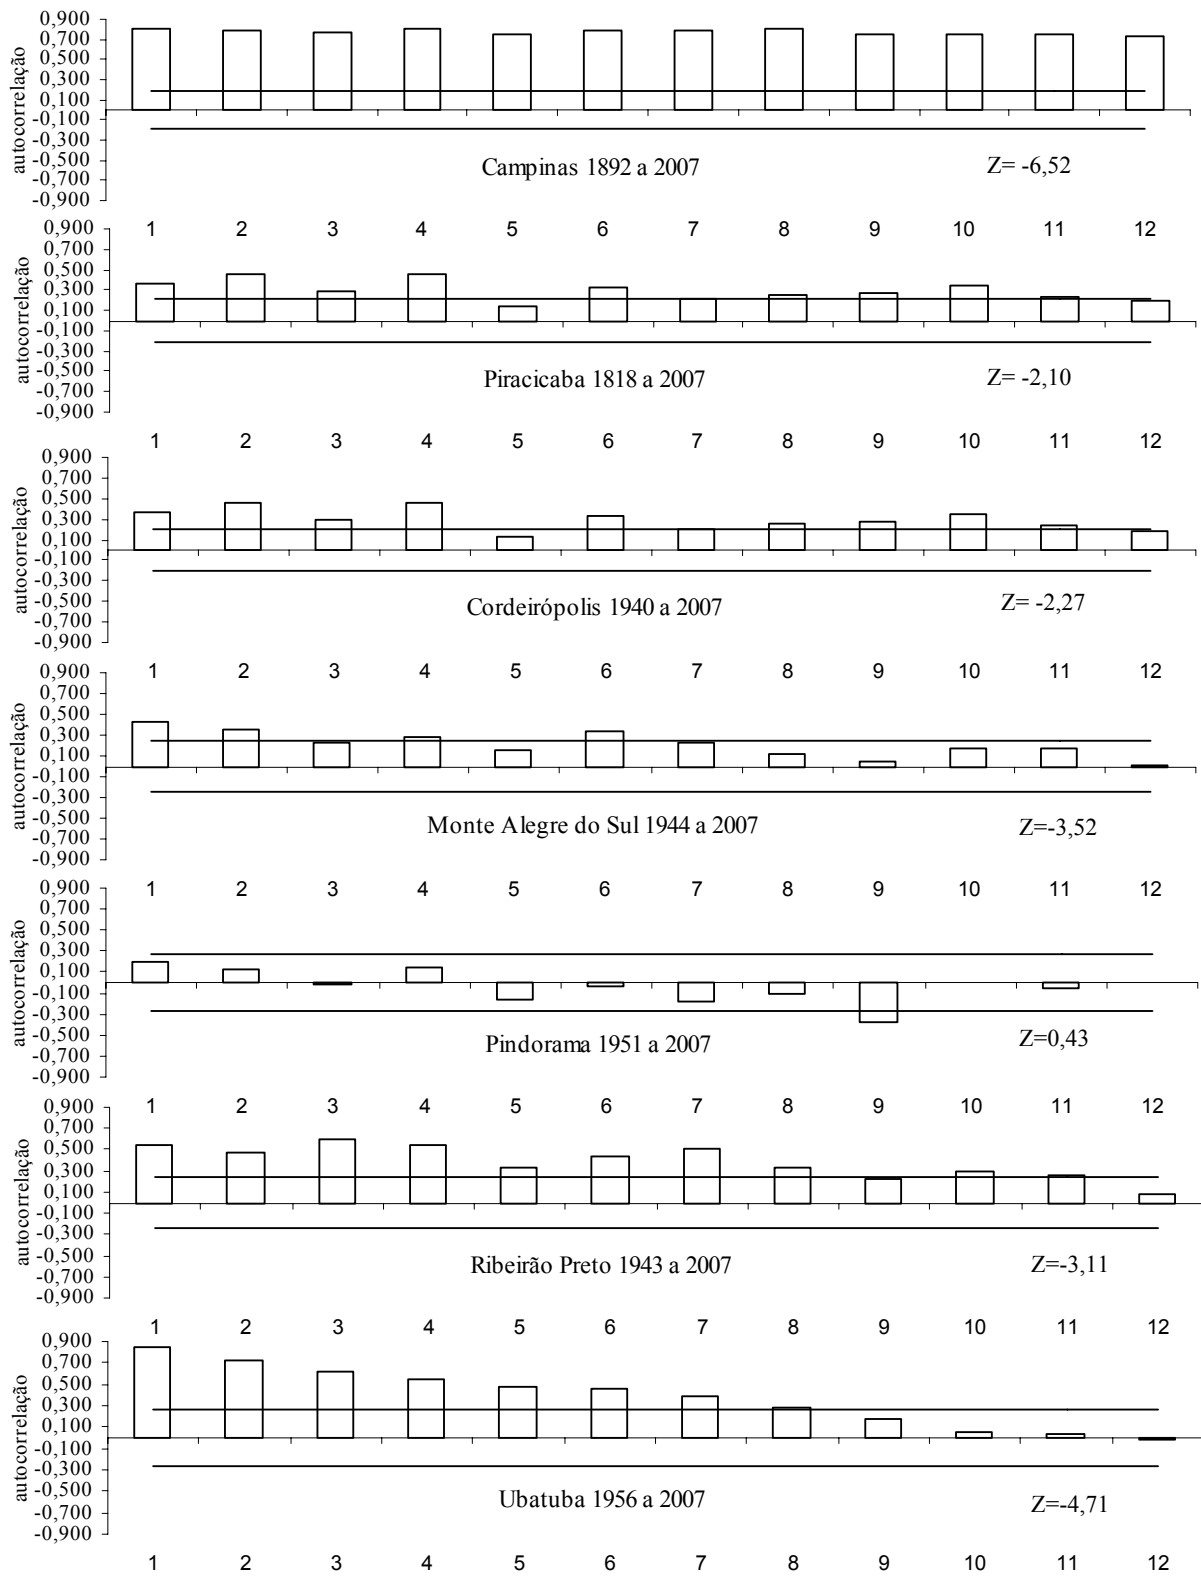 0,900
0,700
0,500
0,300
0,100
-0,100
-0,300
-0,500
-0,700
-0,900
autocorrelação
Campinas 1892 a 2007
Z= -6,52
1 2 3 4 5 6 7 8 9 10 11 12
0,900
0,700
0,500
0,300
0,100
-0,100
-0,300
-0,500
-0,700
-0,900
autocorrelação
Piracicaba 1818 a 2007
Z= -2,10
1 2 3 4 5 6 7 8 9 10 11 12
0,900
0,700
0,500
0,300
0,100
-0,100
-0,300
-0,500
-0,700
-0,900
autocorrelação
Cordeirópolis 1940 a 2007
Z= -2,27
1 2 3 4 5 6 7 8 9 10 11 12
0,900
0,700
0,500
0,300
0,100
-0,100
-0,300
-0,500
-0,700
-0,900
autocorrelação
Monte Alegre do Sul 1944 a 2007
Z=-3,52
1 2 3 4 5 6 7 8 9 10 11 12
0,900
0,700
0,500
0,300
0,100
-0,100
-0,300
-0,500
-0,700
-0,900
autocorrelação
Pindorama 1951 a 2007
Z=0,43
1 2 3 4 5 6 7 8 9 10 11 12
0,900
0,700
0,500
0,300
0,100
-0,100
-0,300
-0,500
-0,700
-0,900
autocorrelação
Ribeirão Preto 1943 a 2007
Z=-3,11
1 2 3 4 5 6 7 8 9 10 11 12
0,900
0,700
0,500
0,300
0,100
-0,100
-0,300
-0,500
-0,700
-0,900
autocorrelação
Ubatuba 1956 a 2007
Z=-4,71
1 2 3 4 5 6 7 8 9 10 11 12